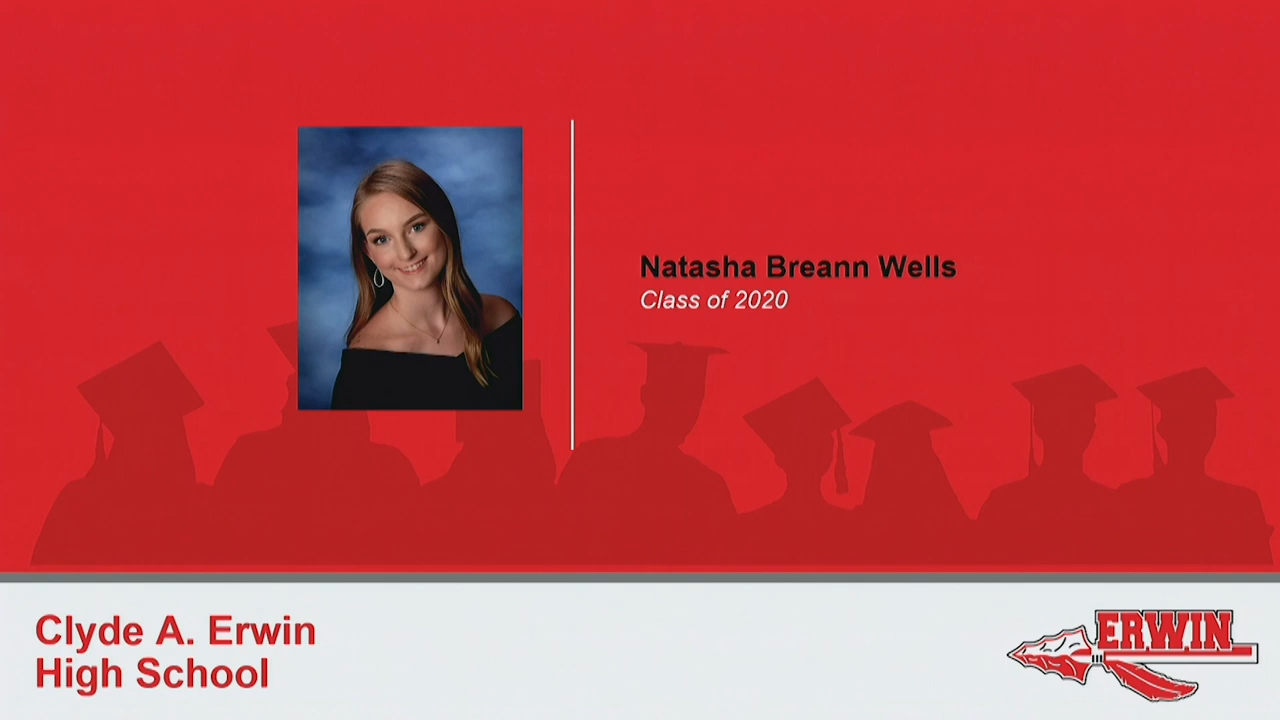 Natasha Breann Wells
Class of 2020
Clyde A. Erwin
High School
ERWIN